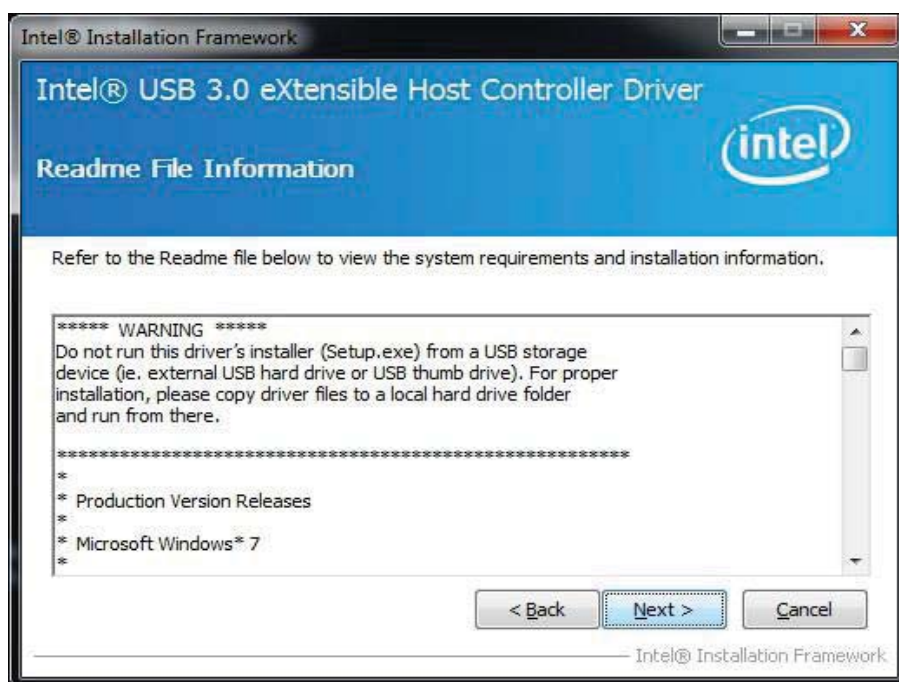 Intel® Installation Framework
Intel® USB 3.0 eXtensible Host Controller Driver
intel
Readme File Information
Refer to the Readme file below to view the system requirements and installation information.
***** WARNING *****
Do not run this driver's installer (Setup.exe) from a USB storage
device (ie. external USB hard drive or USB thumb drive). For proper
installation, please copy driver files to a local hard drive folder
and run from there.
*******************************************************
*
* Production Version Releases
*
* Microsoft Windows* 7
*
< Back
Next >
Cancel
Intel® Installation Framework